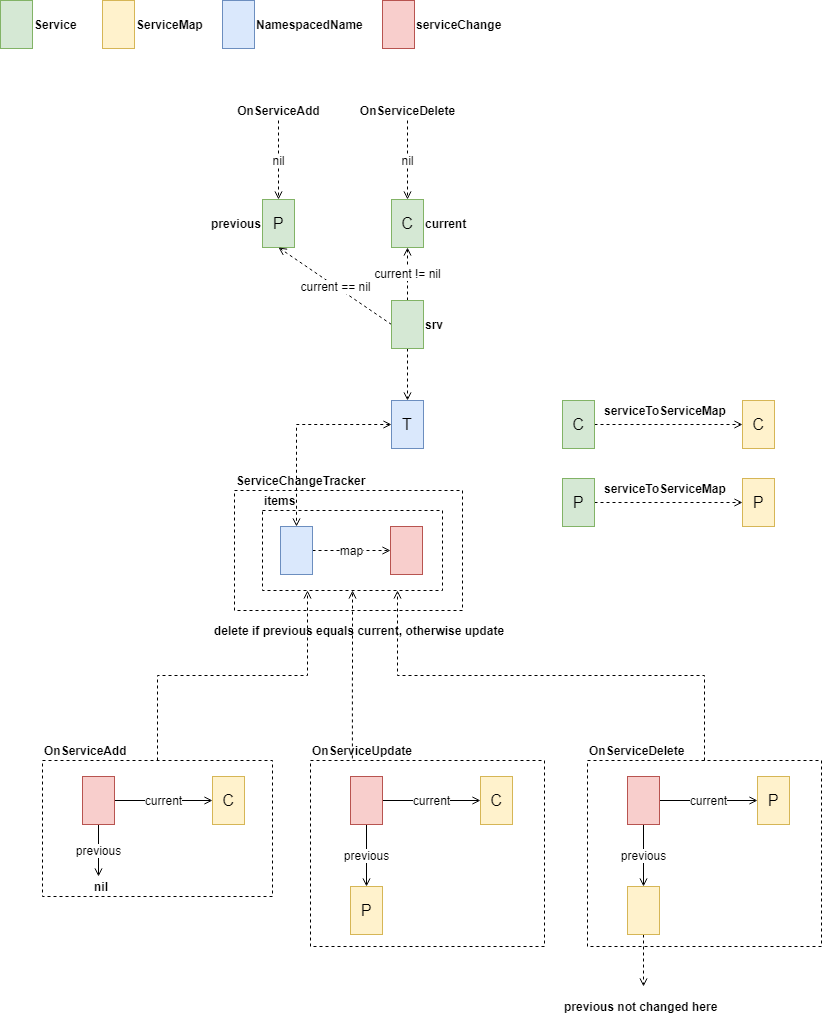 Service
ServiceMap
NamespacedName
serviceChange
OnServiceAdd
OnServiceDelete
nil
nil
previous
P
C
current
current != nil
current == nil
srv
T
C
serviceToServiceMap
C
ServiceChangeTracker
P
serviceToServiceMap
P
items
map
delete if previous equals current, otherwise update
OnServiceAdd
current
C
previous
nil
OnServiceUpdate
current
C
previous
P
OnServiceDelete
current
P
previous
previous not changed here